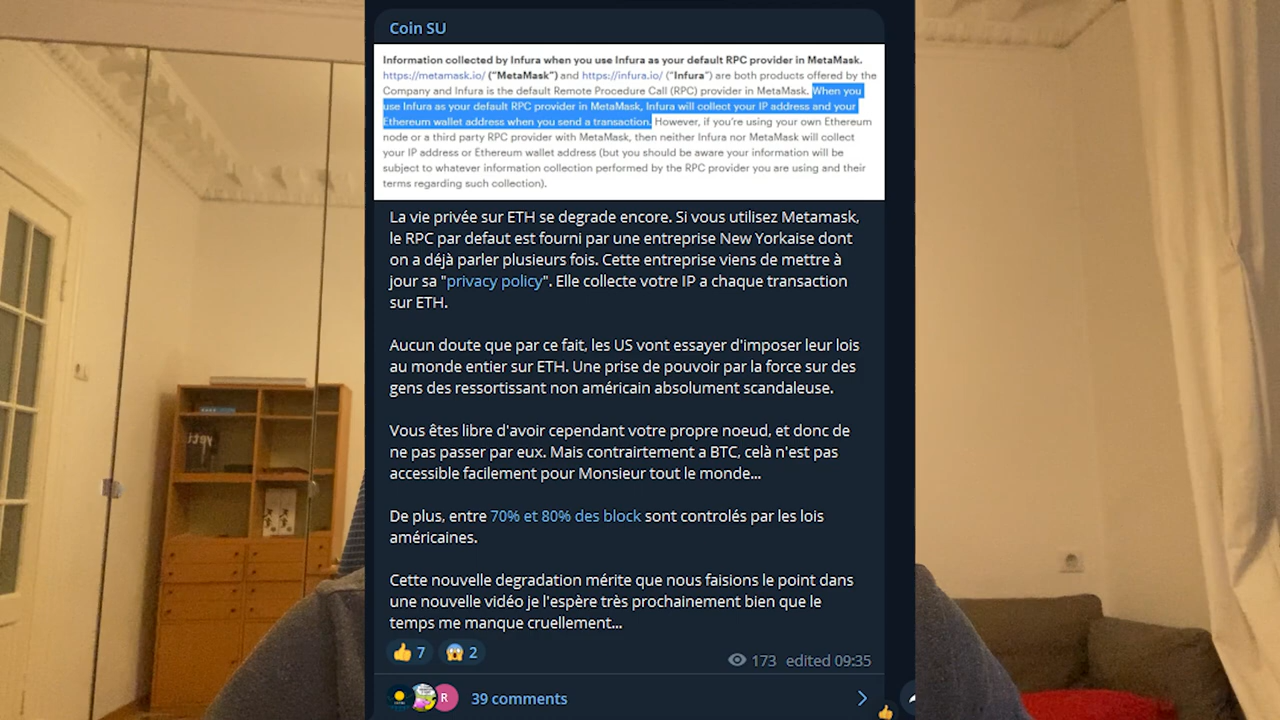 Coin SU
Information collected by Infura when you use Infura as your default RPC provider in MetaMask.
https://metamask.io/ ("MetaMask") and https://infura.io/ ("Infura") are both products offered by the
Company and Infura is the default Remote Procedure Call (RPC) provider in MetaMask. When you
use Infura as your default RPC provider in MetaMask, Infura will collect your IP address and your
Ethereum wallet address when you send a transaction. However, if you're using your own Ethereum
node or a third party RPC provider with MetaMask, then neither Infura nor MetaMask will collect
your IP address or Ethereum wallet address (but you should be aware your information will be
subject to whatever information collection performed by the RPC provider you are using and their
terms regarding such collection).
La vie privée sur ETH se degrade encore. Si vous utilisez Metamask,
le RPC par defaut est fourni par une entreprise New Yorkaise dont
on a déjà parler plusieurs fois. Cette entreprise viens de mettre à
jour sa "privacy policy". Elle collecte votre IP a chaque transaction
sur ETH.
Aucun doute que par ce fait, les US vont essayer d'imposer leur lois
au monde entier sur ETH. Une prise de pouvoir par la force sur des
gens des ressortissant non américain absolument scandaleuse.
Vous êtes libre d'avoir cependant votre propre noeud, et donc de
ne pas passer par eux. Mais contrairtement a BTC, celà n'est pas
accessible facilement pour Monsieur tout le monde...
De plus, entre 70% et 80% des block sont controlés par les lois
américaines.
Cette nouvelle degradation mérite que nous faisions le point dans
une nouvelle vidéo je l'espère très prochainement bien que le
temps me manque cruellement...
7 2
173 edited 09:35
R
39 comments